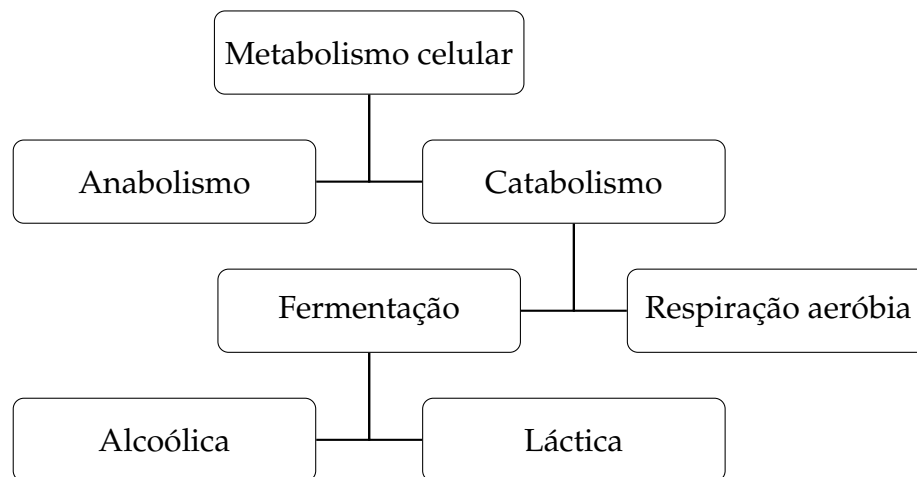 Metabolismo celular
Anabolismo
Catabolismo
Fermentação
Respiração aeróbia
Alcoólica
Láctica